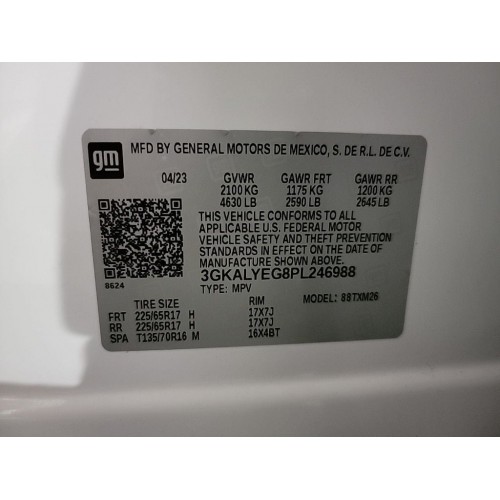 gm
MFD BY GENERAL MOTORS DE MEXICO, S. DE R.L. DE C.V.
04/23 GVWR GAWR FRT GAWR RR
2100 KG 1175 KG 1200 KG
4630 LB 2590 LB 2645 LB
THIS VEHICLE CONFORMS TO ALL
APPLICABLE U.S. FEDERAL MOTOR
VEHICLE SAFETY AND THEFT
PREVENTION STANDARDS IN EFFECT
ON THE DATE OF
MANUFACTURE SHOWN ABOVE.
3GKALYEG8PL246988
8624
TYPE: MPV MODEL: 88TXM26
TIRE SIZE RIM
FRT 225/65R17 H 17X7J
RR 225/65R17 H 17X7J
SPA T135/70R16 M 16X4BT